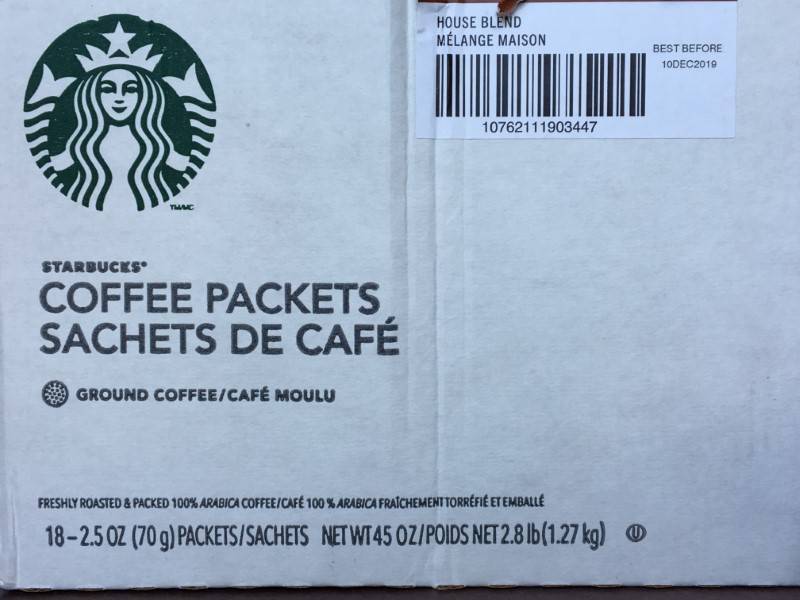 HOUSE BLEND
MÉLANGE MAISON
BEST BEFORE
10DEC2019
10762111903447
TM/MC
STARBUCKS®
COFFEE PACKETS
SACHETS DE CAFÉ
GROUND COFFEE/CAFÉ MOULU
FRESHLY ROASTED & PACKED 100% ARABICA COFFEE/CAFÉ 100 % ARABICA FRAÎCHEMENT TORRÉFIÉ ET EMBALLÉ
18-2.5 OZ (70 g) PACKETS/SACHETS NET WT 45 OZ/POIDS NET 2.8 lb (1.27 kg) U